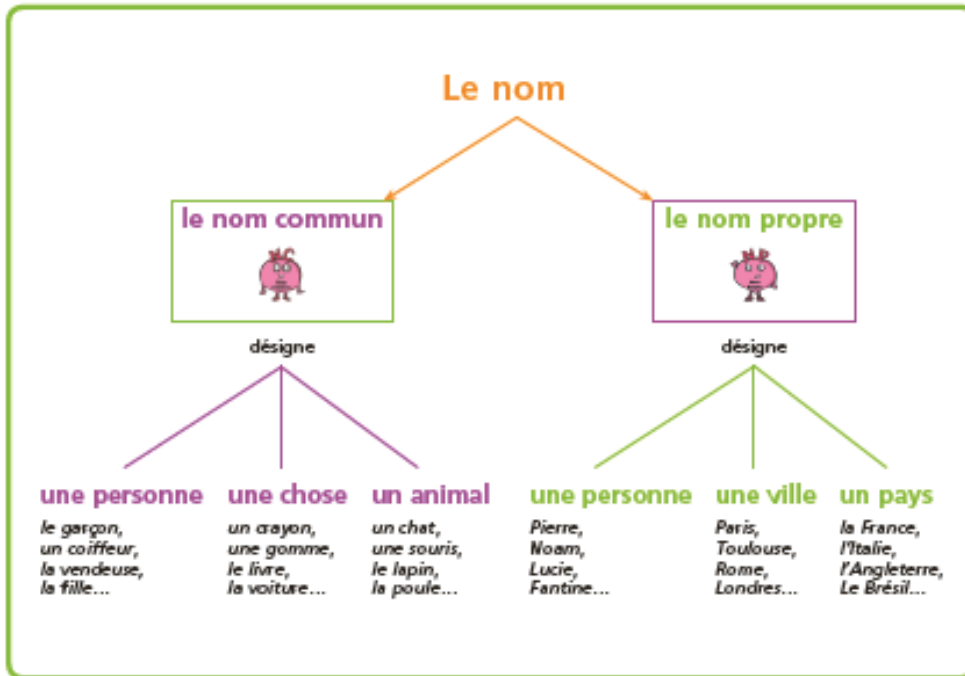 Le nom
le nom commun
le nom propre
NC
NP
désigne
désigne
une personne
le garçon,
un coiffeur,
la vendeuse,
la fille...
une chose
un crayon,
une gomme,
le livre,
la voiture...
un animal
un chat,
une souris,
le lapin,
la poule...
une personne
Pierre,
Noam,
Lucie,
Fantine...
une ville
Paris,
Toulouse,
Rome,
Londres...
un pays
la France,
l'Italie,
l'Angleterre,
Le Brésil...